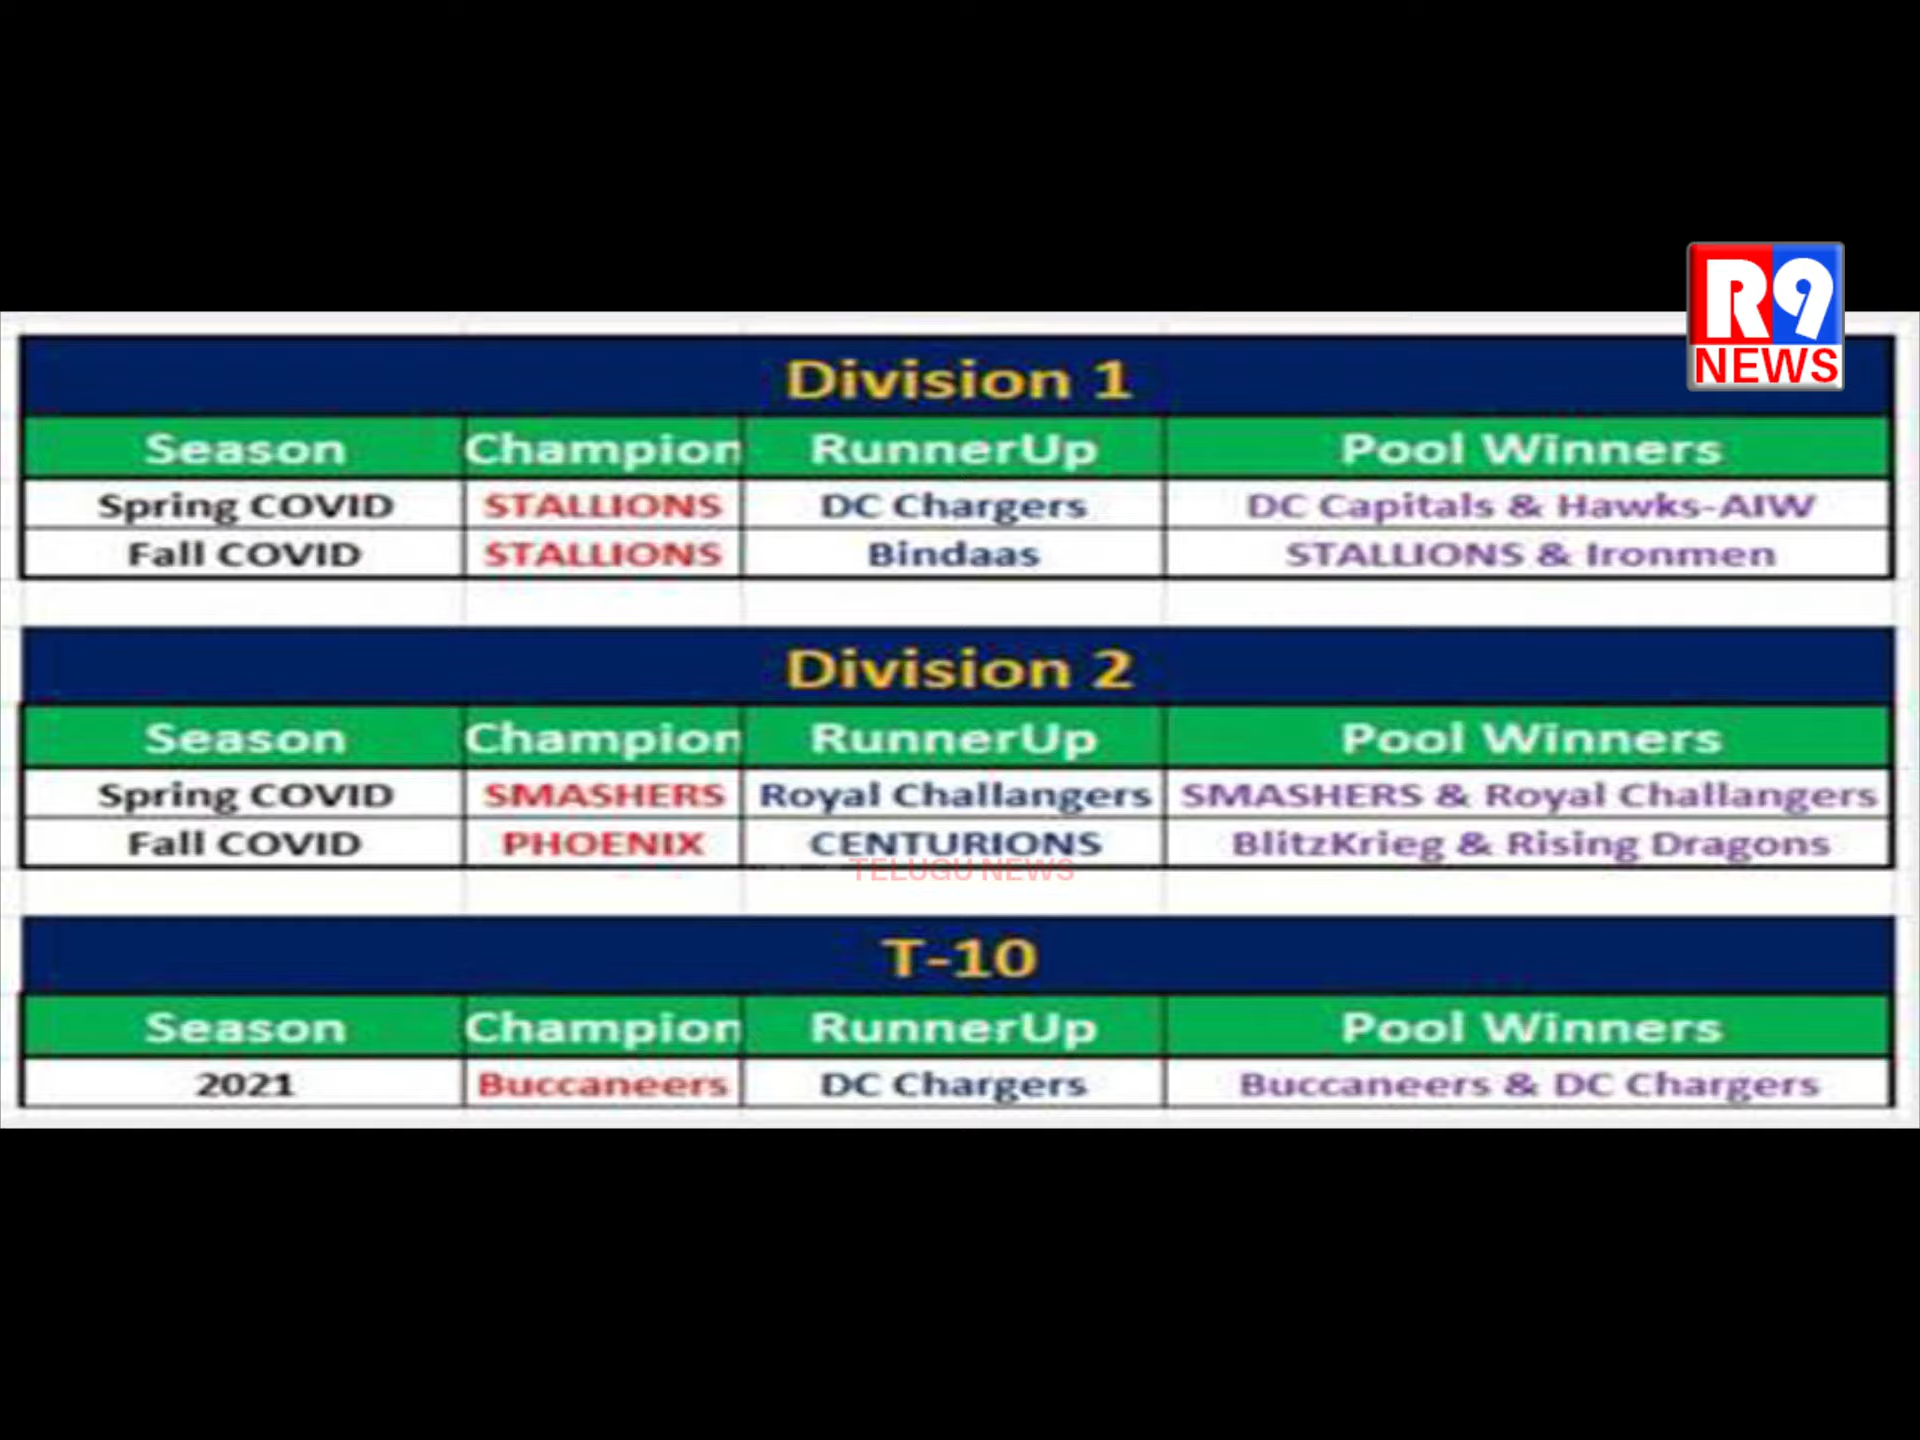 R9
NEWS
Division 1
Season Champion RunnerUp Pool Winners
Spring COVID STALLIONS DC Chargers DC Capitals & Hawks-AIW
Fall COVID STALLIONS Bindaas STALLIONS & Ironmen
Division 2
Season Champion RunnerUp Pool Winners
Spring COVID SMASHERS Royal Challangers SMASHERS & Royal Challangers
Fall COVID PHOENIX CENTURIONS BlitzKrieg & Rising Dragons
TELUGU NEWS
T-10
Season Champion RunnerUp Pool Winners
2021 Buccaneers DC Chargers Buccaneers & DC Chargers